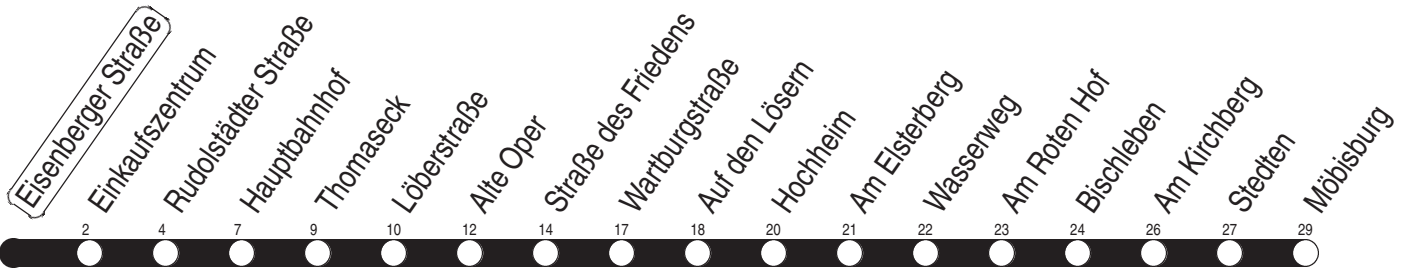 Eisenberger Straße
Einkaufszentrum
Rudolstädter Straße
Hauptbahnhof
Thomaseck
Löberstraße
Alte Oper
Straße des Friedens
Wartburgstraße
Auf den Lösern
Hochheim
Am Elsterberg
Wasserweg
Am Roten Hof
Bischleben
Am Kirchberg
Stedten
Möbisburg
2 4 7 9 10 12 14 17 18 20 21 22 23 24 26 27 29